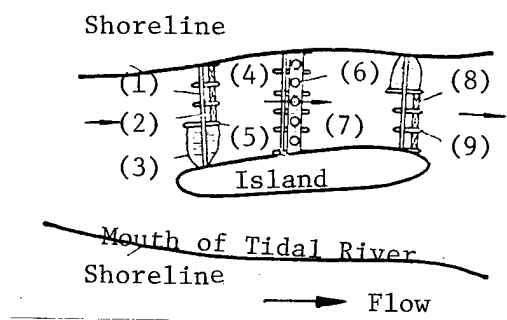 Shoreline
(1) (4) (6) (8)
(2) (5) (7) (9)
(3)
Island
Mouth of Tidal River
Shoreline
Flow